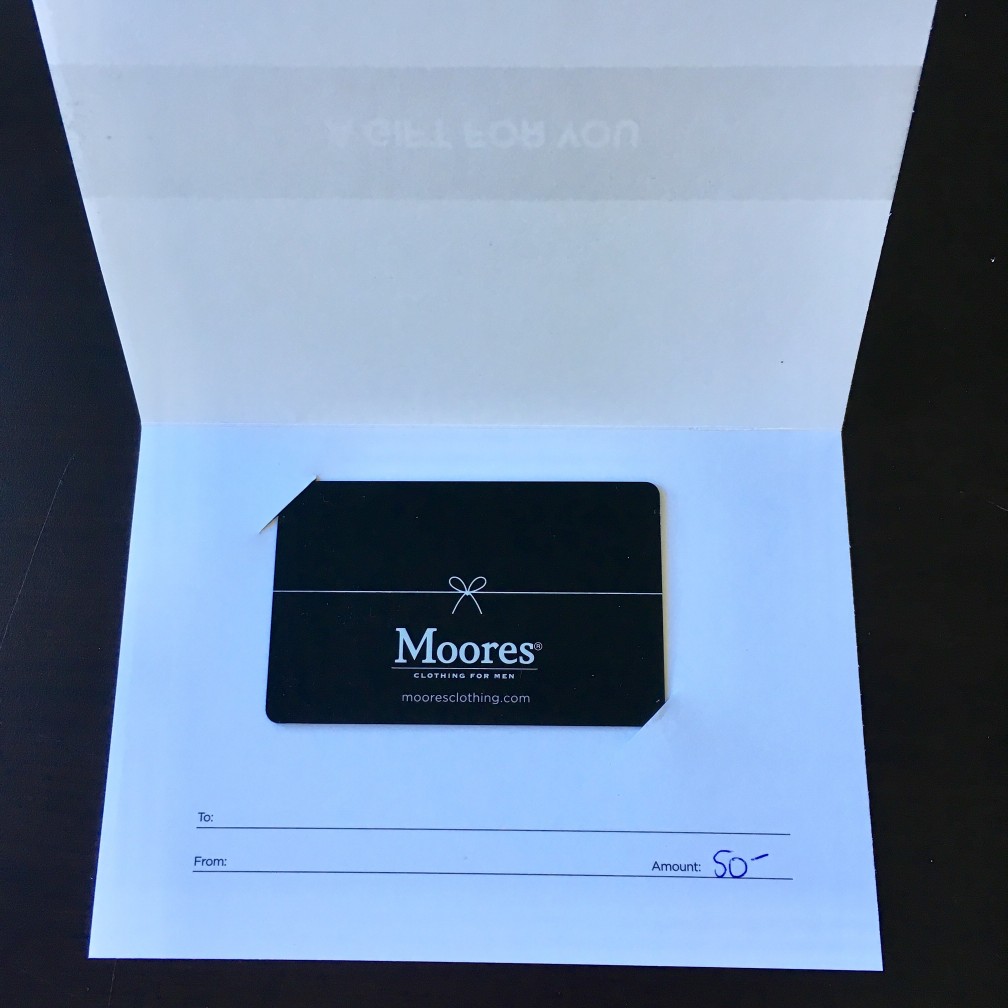 A GIFT FOR YOU
Moores®
CLOTHING FOR MEN
mooresclothing.com
To:
From:
Amount: 50-